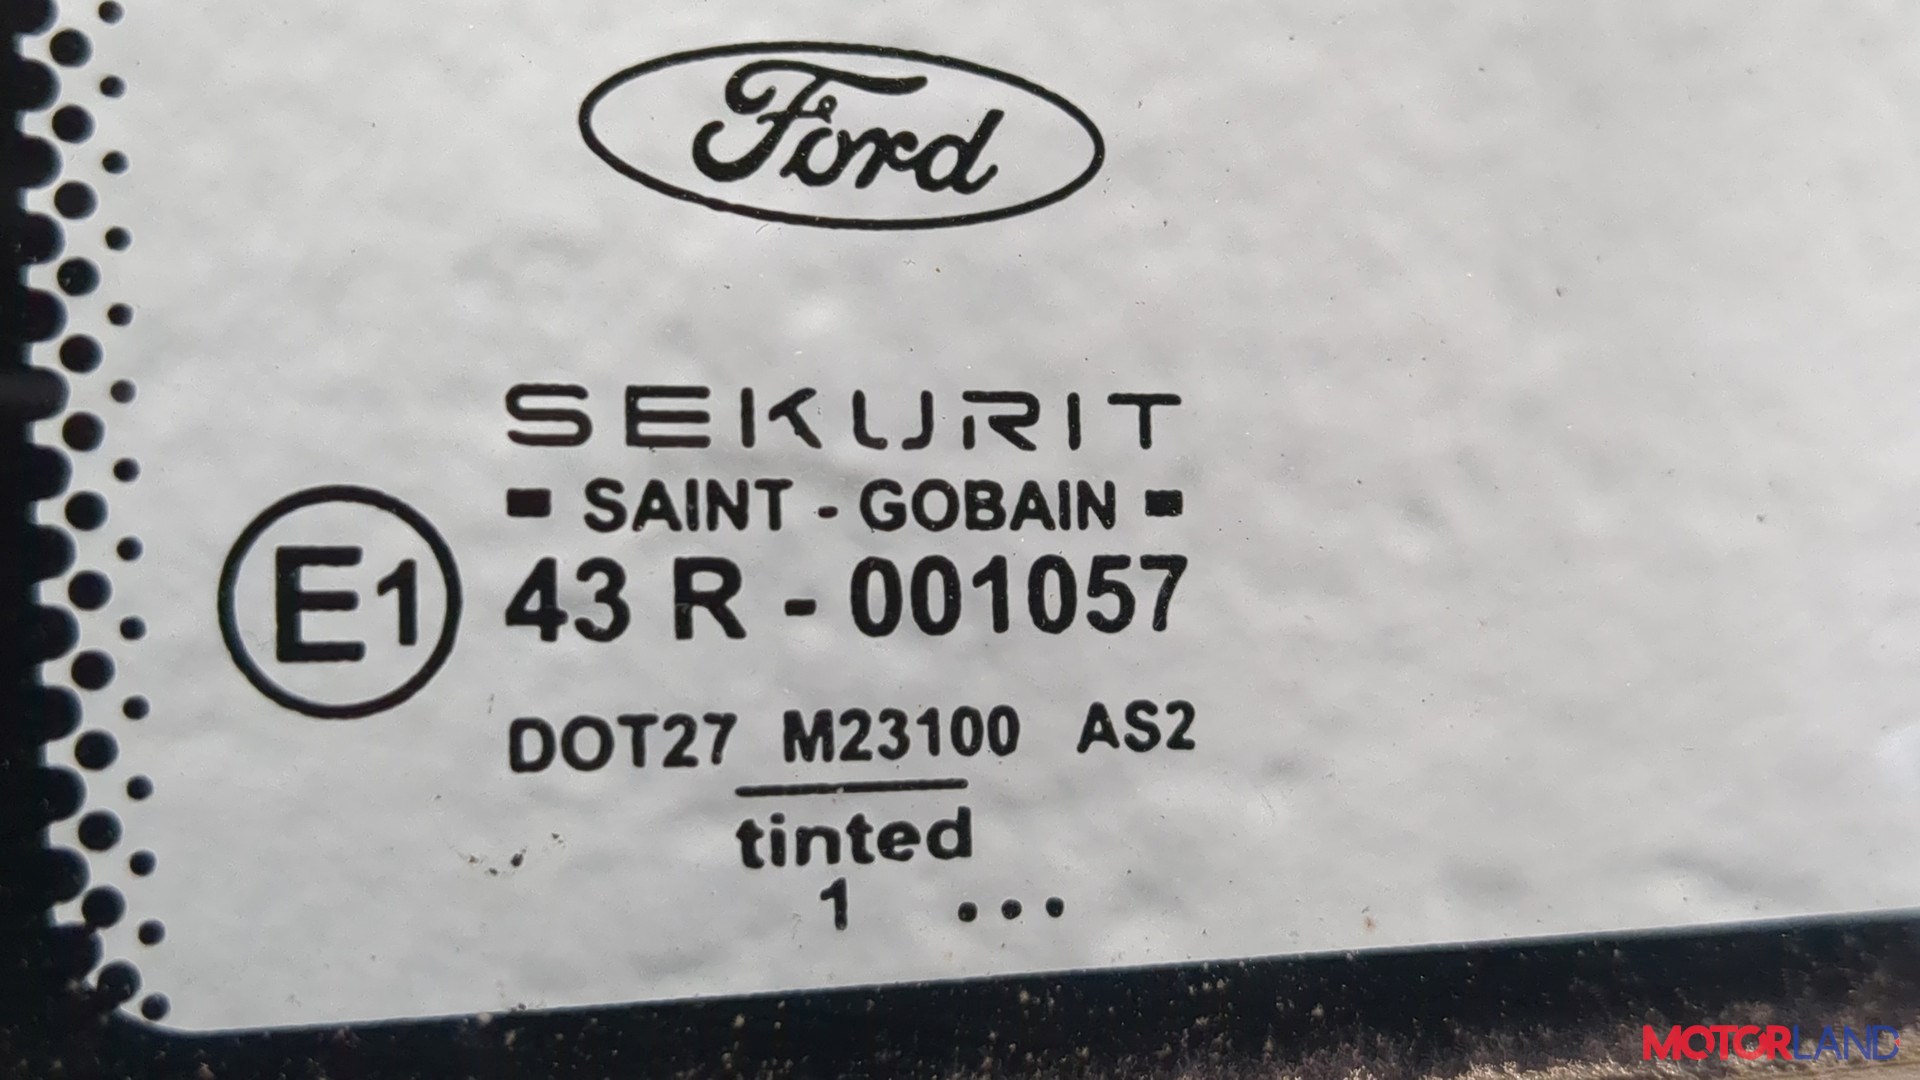 Ford
SEKURIT
SAINT - GOBAIN
E1
43 R - 001057
DOT27 M23100 AS2
tinted
1 ...
MOTORLAND